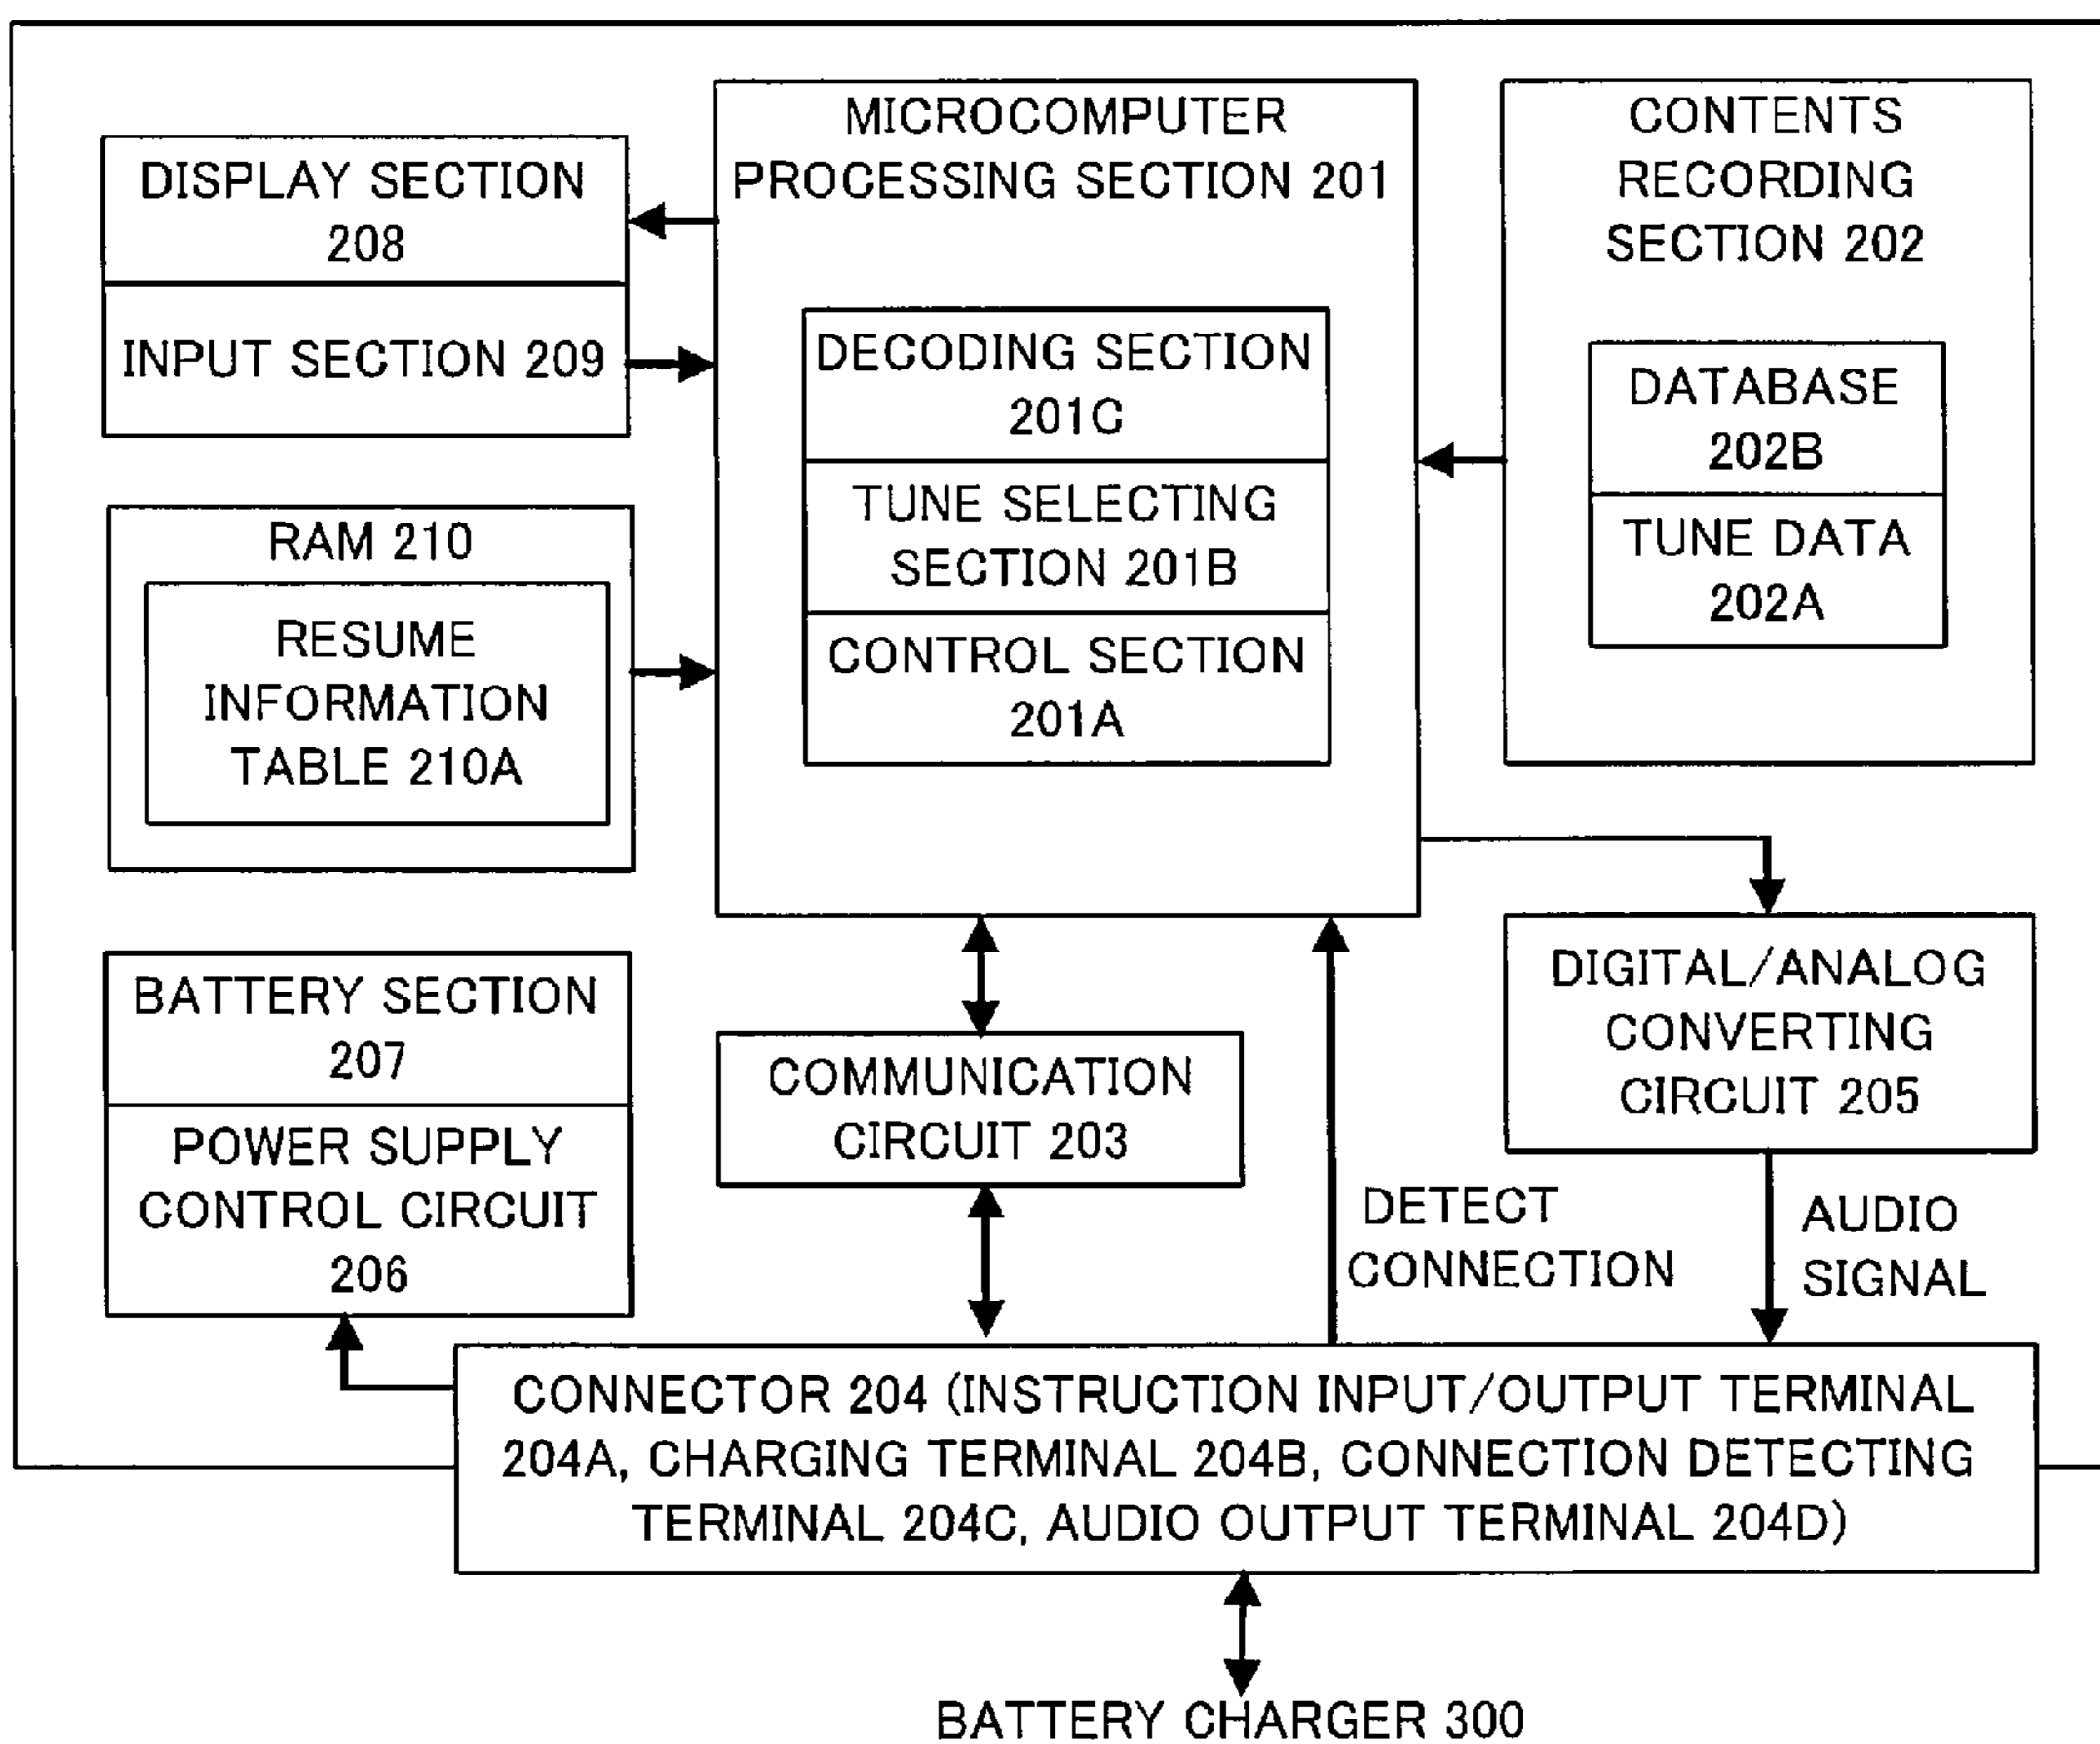 DISPLAY SECTION
208
INPUT SECTION 209
RAM 210
RESUME
INFORMATION
TABLE 210A
BATTERY SECTION
207
POWER SUPPLY
CONTROL CIRCUIT
206
MICROCOMPUTER
PROCESSING SECTION 201
DECODING SECTION
201C
TUNE SELECTING
SECTION 201B
CONTROL SECTION
201A
CONTENTS
RECORDING
SECTION 202
DATABASE
202B
TUNE DATA
202A
COMMUNICATION
CIRCUIT 203
DETECT
CONNECTION
DIGITAL/ANALOG
CONVERTING
CIRCUIT 205
AUDIO
SIGNAL
CONNECTOR 204 (INSTRUCTION INPUT/OUTPUT TERMINAL
204A, CHARGING TERMINAL 204B, CONNECTION DETECTING
TERMINAL 204C, AUDIO OUTPUT TERMINAL 204D)
BATTERY CHARGER 300